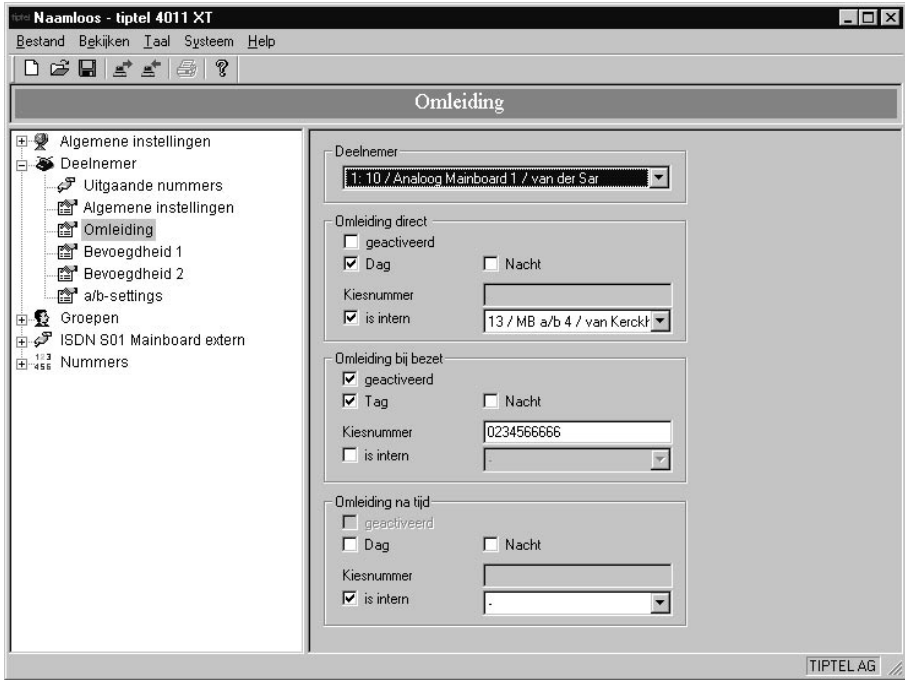 tiptel Naamloos - tiptel 4011 XT
Bestand Bekijken Taal Systeem Help
Omleiding
Algemene instellingen
Deelnemer
Uitgaande nummers
Algemene instellingen
Omleiding
Bevoegdheid 1
Bevoegdheid 2
a/b-settings
Groepen
ISDN S01 Mainboard extern
123
456 Nummers
Deelnemer
1: 10 / Analoog Mainboard 1 / van der Sar
Omleiding direct
geactiveerd
Dag Nacht
Kiesnummer
is intern 13 / MB a/b 4 / van Kerckh
Omleiding bij bezet
geactiveerd
Tag Nacht
Kiesnummer 0234566666
is intern -
Omleiding na tijd
geactiveerd
Dag Nacht
Kiesnummer
is intern -
TIPTEL AG